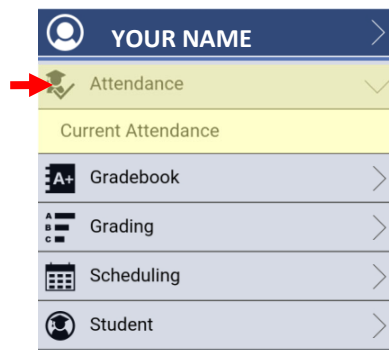 YOUR NAME
Attendance
Current Attendance
A+ Gradebook
A
B
C
Grading
Scheduling
Student